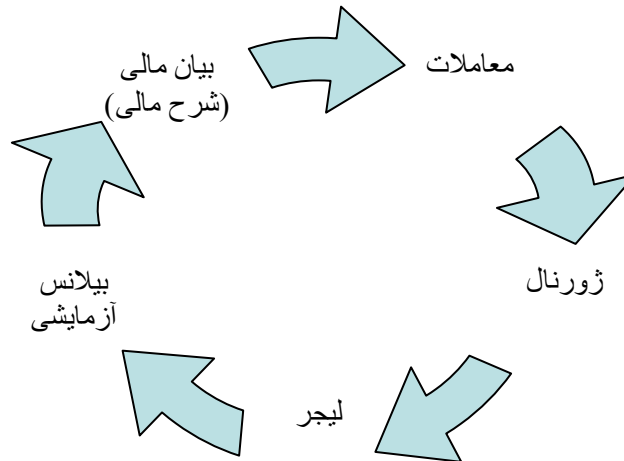 معاملات
ژورنال
لیجر
بیلانس
آزمایشی
بیان مالی
(شرح مالی)